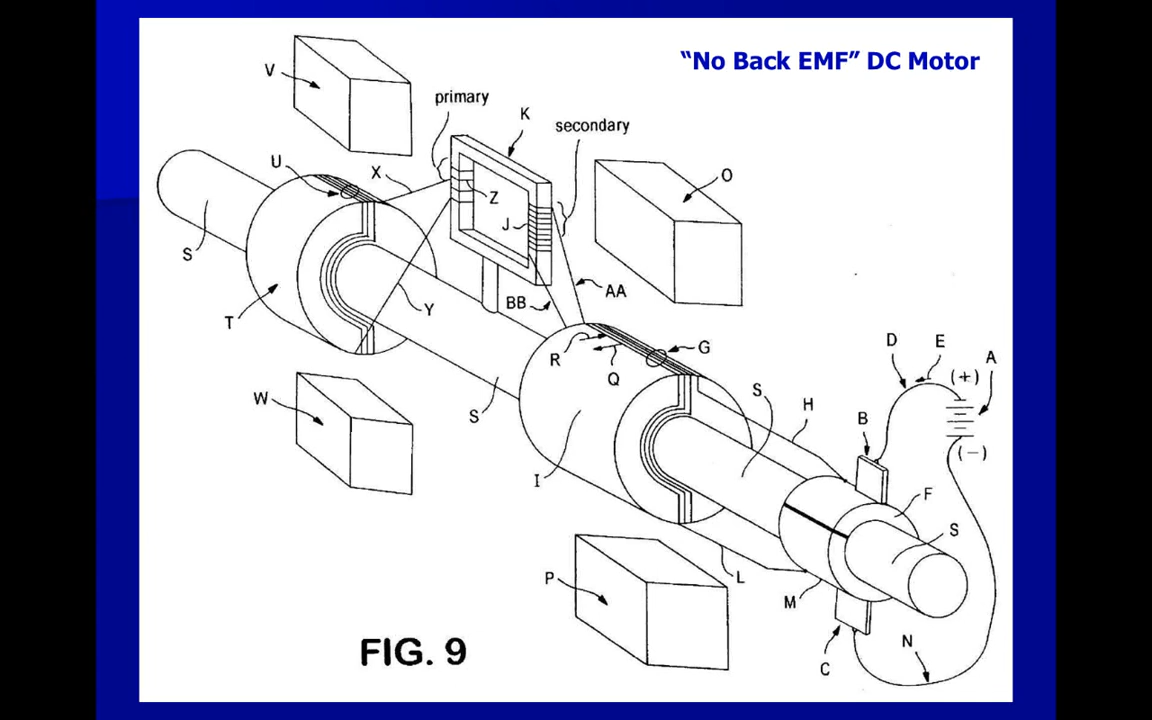 “No Back EMF” DC Motor
V
primary
K
secondary
U
X
Z
O
J
S
BB
AA
Y
T
R
G
Q
D
E
(+)
A
W
S
S
H
B
(-)
I
F
S
P
L
M
N
C
FIG. 9